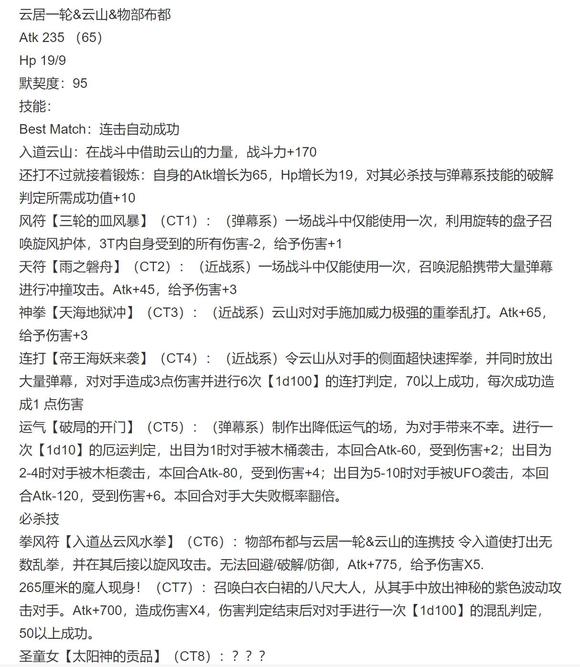 云居一轮&云山&物部布都
Atk 235 （65）
Hp 19/9
默契度：95
技能：
Best Match：连击自动成功
入道云山：在战斗中借助云山的力量，战斗力+170
还打不过就接着锻炼：自身的Atk增长为65，Hp增长为19，对其必杀技与弹幕系技能的破解
判定所需成功值+10
风符【三轮的皿风暴】（CT1）：（弹幕系）一场战斗中仅能使用一次，利用旋转的盘子召
唤旋风护体，3T内自身受到的所有伤害-2，给予伤害+1
天符【雨之磐舟】（CT2）：（近战系）一场战斗中仅能使用一次，召唤泥船携带大量弹幕
进行冲撞攻击。Atk+45，给予伤害+3
神拳【天海地狱冲】（CT3）：（近战系）云山对对手施加威力极强的重拳乱打。Atk+65，
给予伤害+3
连打【帝王海妖来袭】（CT4）：（近战系）令云山从对手的侧面超快速挥拳，并同时放出
大量弹幕，对对手造成3点伤害并进行6次【1d100】的连打判定，70以上成功，每次成功造
成1 点伤害
运气【破局的开门】（CT5）：（弹幕系）制作出降低运气的场，为对手带来不幸。进行一
次【1d10】的厄运判定，出目为1时对手被木桶袭击，本回合Atk-60，受到伤害+2；出目为
2-4时对手被木柜袭击，本回合Atk-80，受到伤害+4；出目为5-10时对手被UFO袭击，本回
合Atk-120，受到伤害+6。本回合对手大失败概率翻倍。
必杀技
拳风符【入道丛云风水拳】（CT6）：物部布都与云居一轮&云山的连携技 令入道使打出无
数乱拳，并在其后接以旋风攻击。无法回避/破解/防御，Atk+775，给予伤害X5.
265厘米的魔人现身！（CT7）：召唤白衣白裙的八尺大人，从其手中放出神秘的紫色波动攻
击对手。Atk+700，造成伤害X4，伤害判定结束后对对手进行一次【1d100】的混乱判定，
50以上成功。
圣童女【太阳神的贡品】（CT8）：？？？